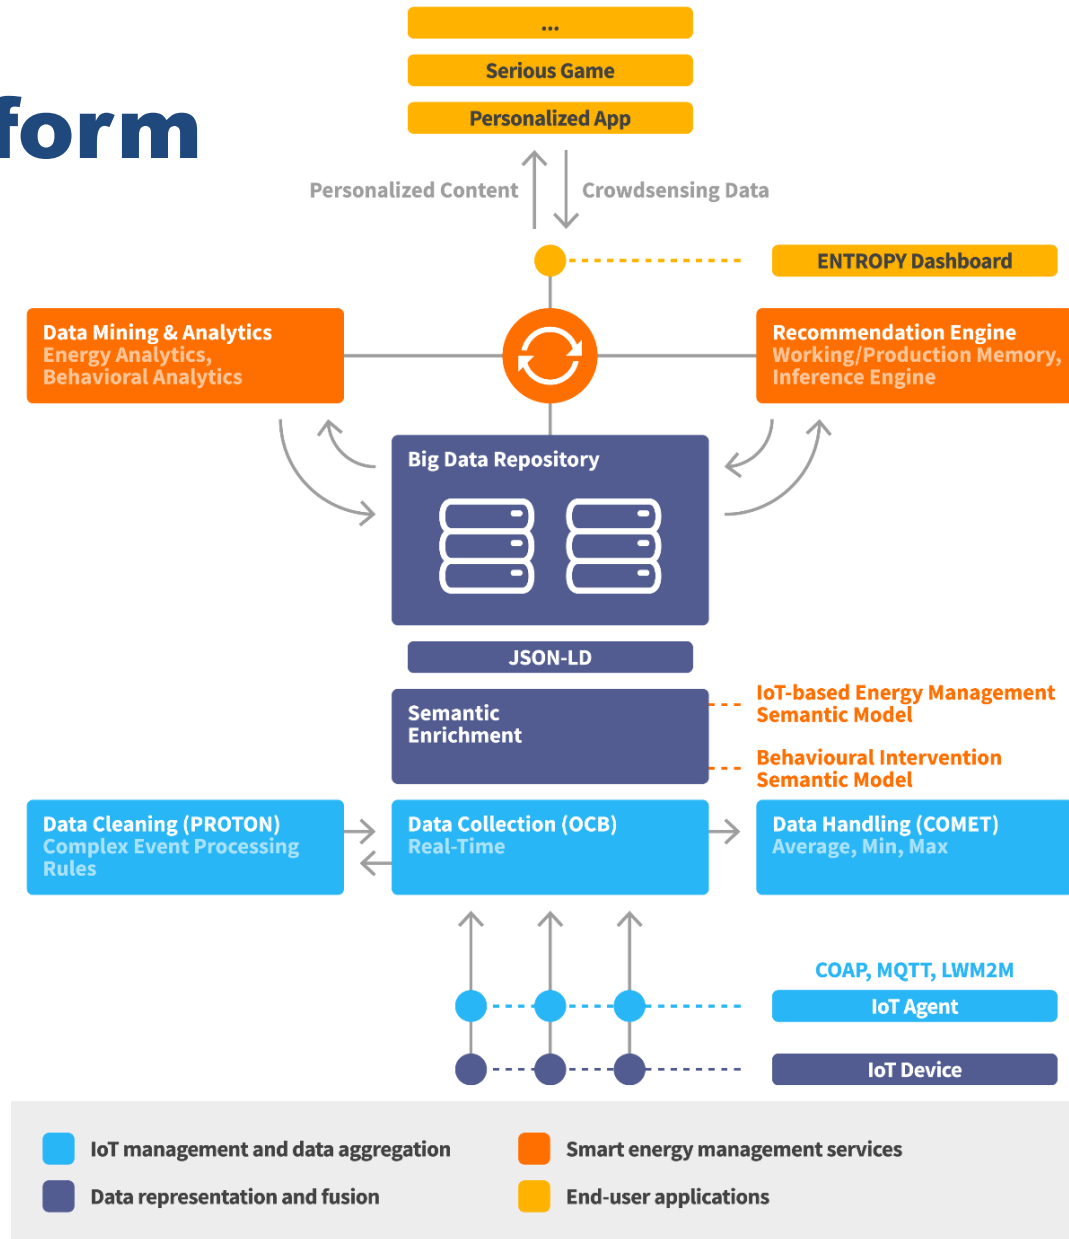 ...
Serious Game
form
Personalized App
Personalized Content
Crowdsensing Data
ENTROPY Dashboard
Data Mining & Analytics
Energy Analytics,
Behavioral Analytics
Recommendation Engine
Working/Production Memory,
Inference Engine
Big Data Repository
JSON-LD
Semantic
Enrichment
IoT-based Energy Management
Semantic Model
Behavioural Intervention
Semantic Model
Data Cleaning (PROTON)
Complex Event Processing
Rules
Data Collection (OCB)
Real-Time
Data Handling (COMET)
Average, Min, Max
COAP, MQTT, LWM2M
IoT Agent
IoT Device
IoT management and data aggregation
Smart energy management services
Data representation and fusion
End-user applications